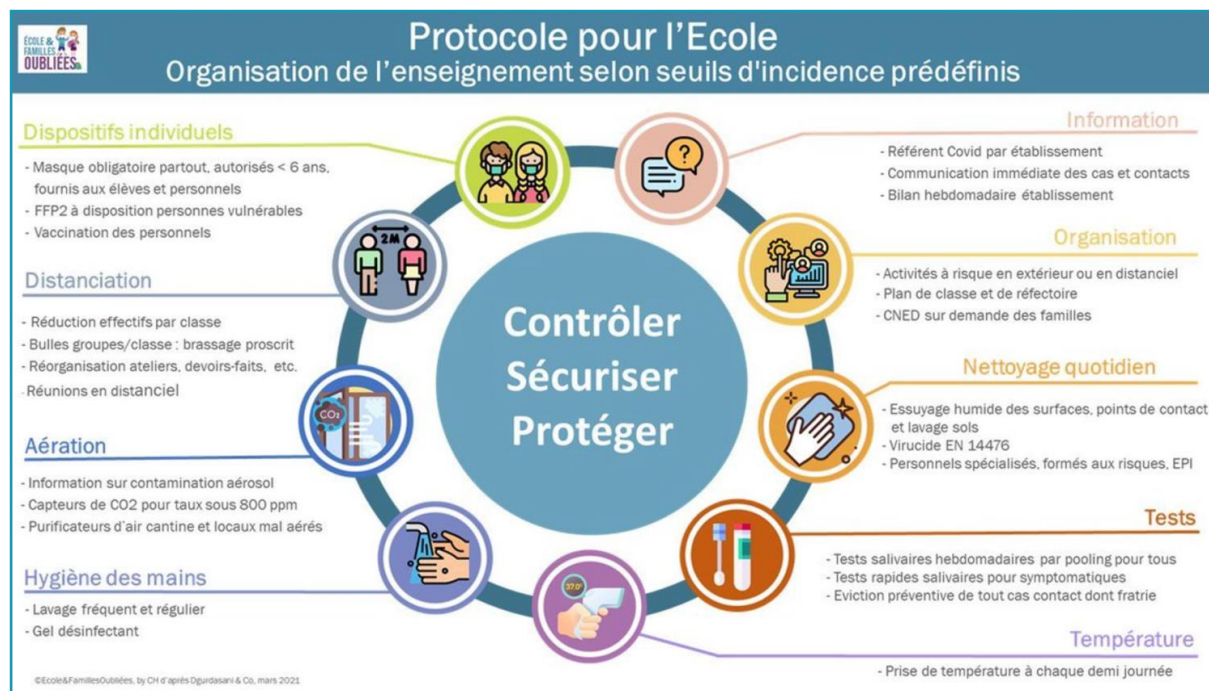 ÉCOLE &
FAMILLES
OUBLIÉES
Protocole pour l'Ecole
Organisation de l'enseignement selon seuils d'incidence prédéfinis
Dispositifs individuels
- Masque obligatoire partout, autorisés < 6 ans,
fournis aux élèves et personnels
- FFP2 à disposition personnes vulnérables
- Vaccination des personnels
Distanciation
- Réduction effectifs par classe
- Bulles groupes/classe : brassage proscrit
- Réorganisation ateliers, devoirs-faits, etc.
- Réunions en distanciel
Aération
- Information sur contamination aérosol
- Capteurs de CO2 pour taux sous 800 ppm
- Purificateurs d'air cantine et locaux mal aérés
Hygiène des mains
- Lavage fréquent et régulier
- Gel désinfectant
2M
CO₂
37.0°
?
Contrôler
Sécuriser
Protéger
Information
- Référent Covid par établissement
- Communication immédiate des cas et contacts
- Bilan hebdomadaire établissement
Organisation
- Activités à risque en extérieur ou en distanciel
- Plan de classe et de réfectoire
- CNED sur demande des familles
Nettoyage quotidien
- Essuyage humide des surfaces, points de contact
et lavage sols
- Virucide EN 14476
- Personnels spécialisés, formés aux risques, EPI
Tests
- Tests salivaires hebdomadaires par pooling pour tous
- Tests rapides salivaires pour symptomatiques
- Eviction préventive de tout cas contact dont fratrie
Température
- Prise de température à chaque demi journée
©Ecole&FamillesOubliées, by CH d'après Dgurdasani & Co, mars 2021